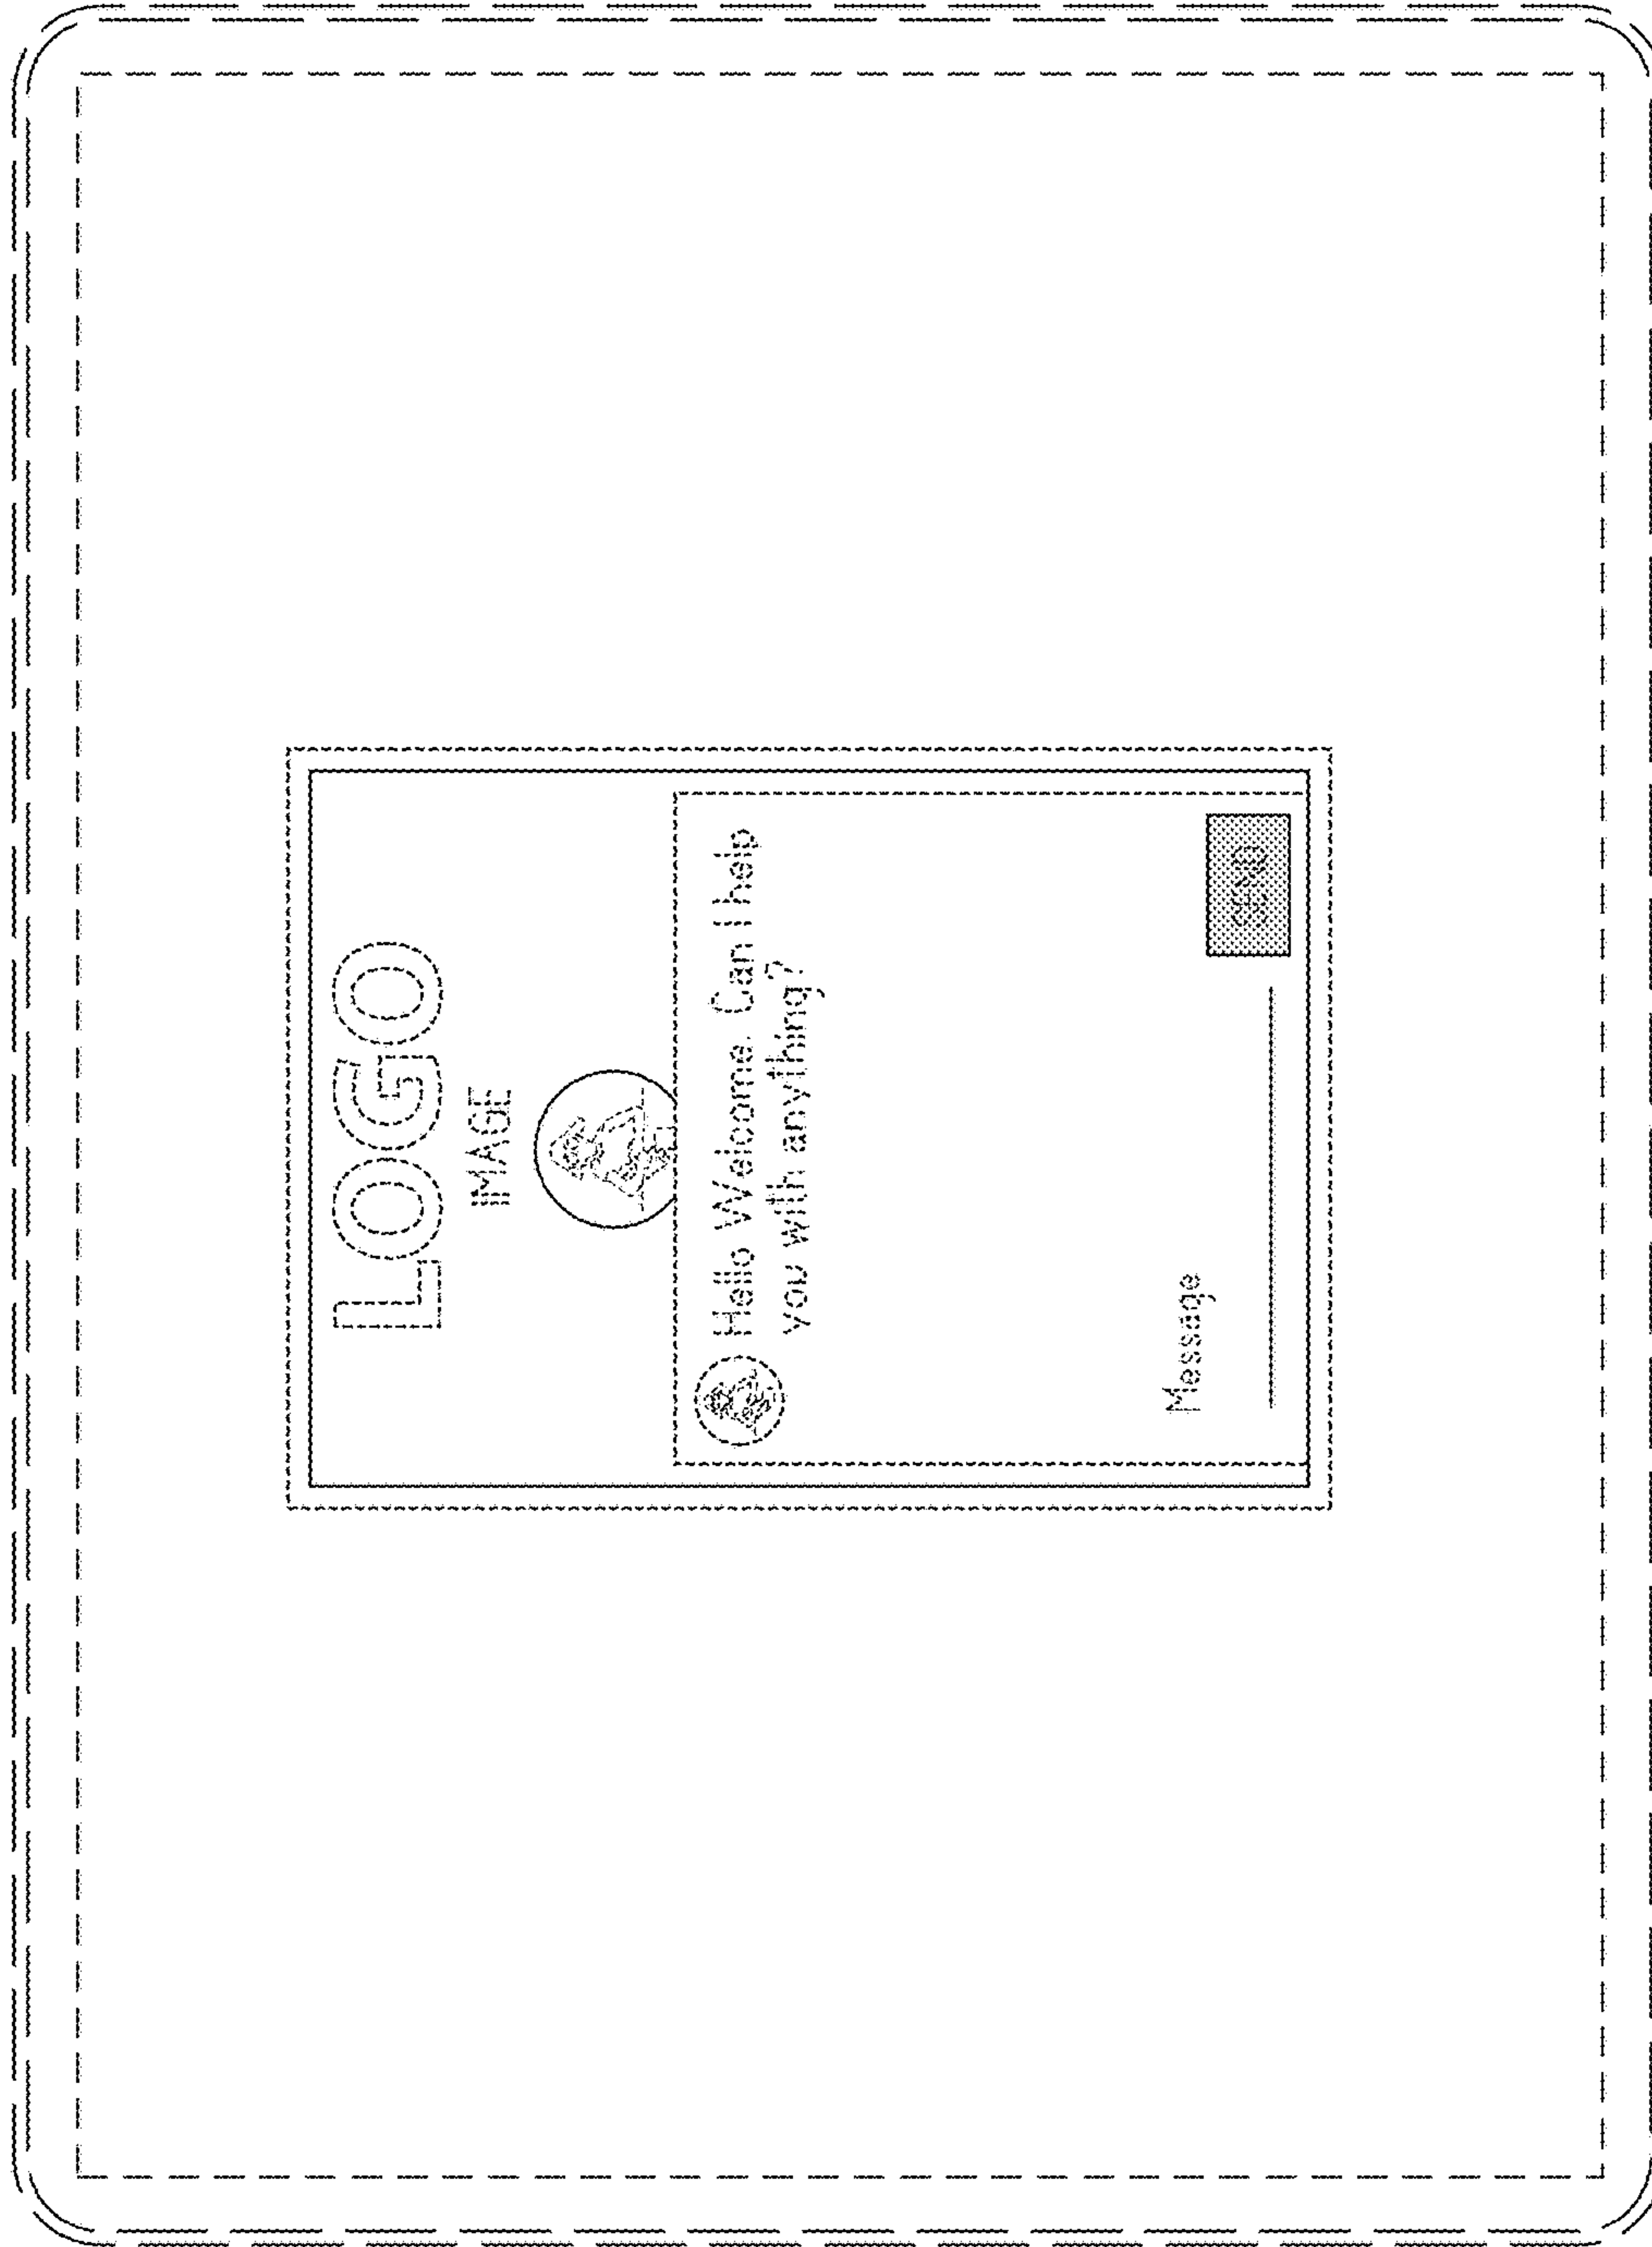 LOGO
IMAGE
Hello Welcome. Can I help
you with anything?
Message
SEND